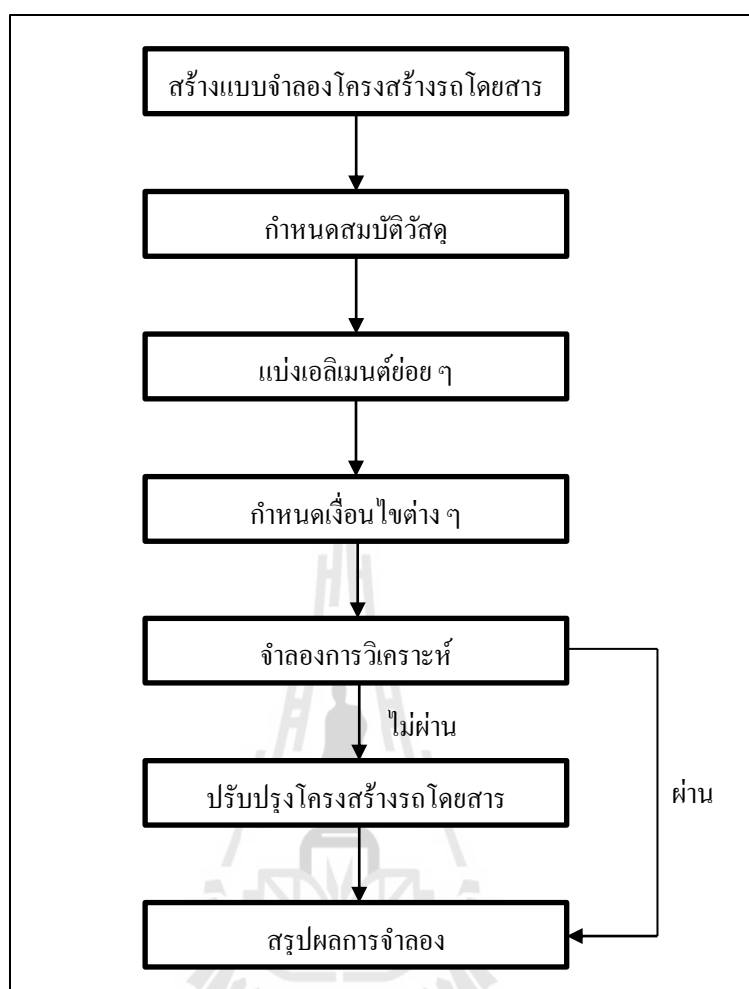 สร้างแบบจำลองโครงสร้างรถโดยสาร
กำหนดสมบัติวัสดุ
แบ่งเอลิเมนต์ย่อย ๆ
กำหนดเงื่อนไขต่าง ๆ
จำลองการวิเคราะห์
ไม่ผ่าน
ปรับปรุงโครงสร้างรถโดยสาร
ผ่าน
สรุปผลการจำลอง